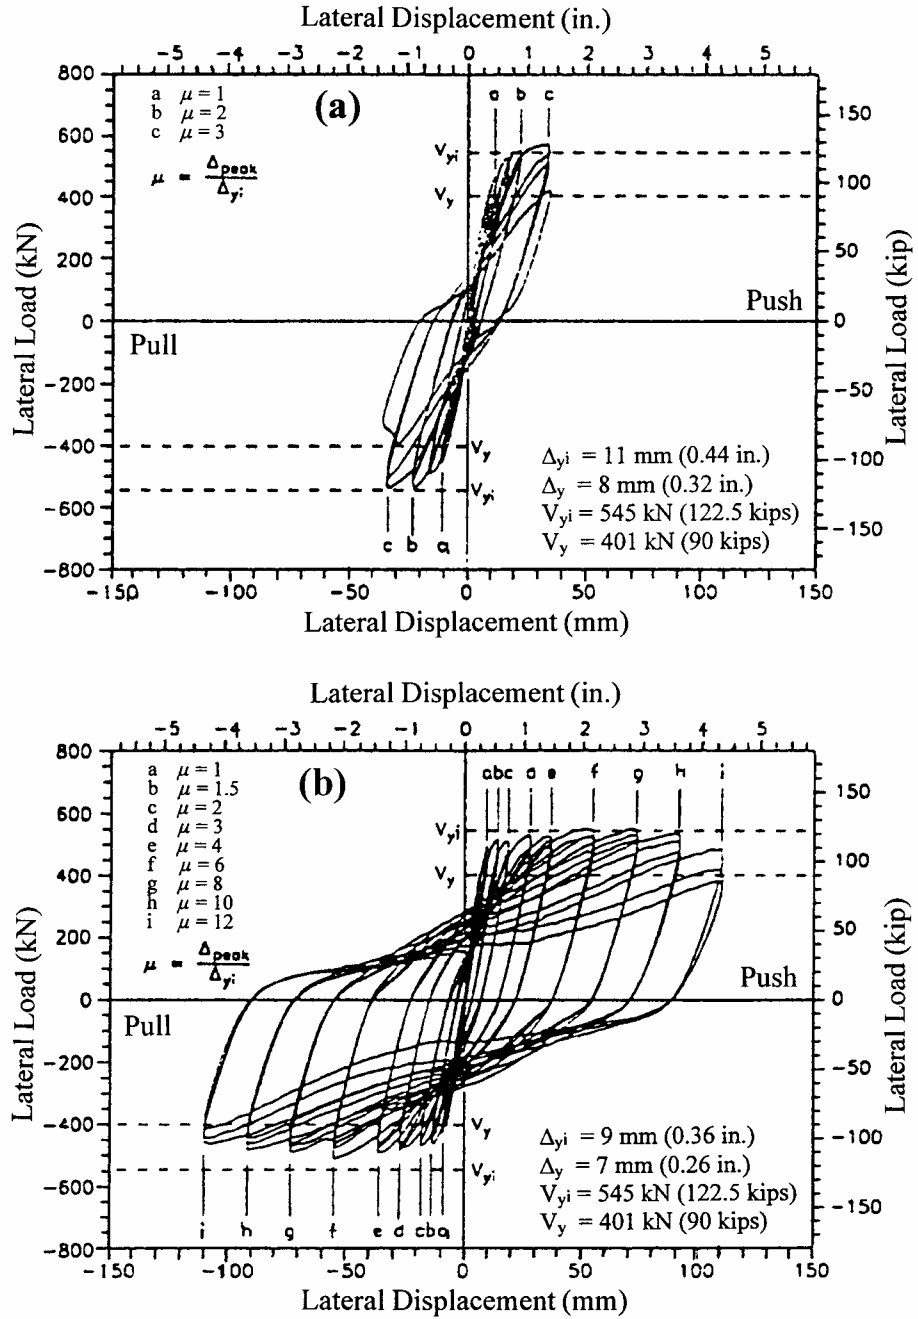 Lateral Displacement (in.)
-5 -4 -3 -2 -1 0 1 2 3 4 5
800
600
400
200
0
-200
-400
-600
-800
Lateral Load (kN)
a μ = 1
b μ = 2
c μ = 3
μ = Δpeak / Δyi
(a)
a b c
Vyi
Vy
Push
Pull
Vy
Vyi
c b a
Δyi = 11 mm (0.44 in.)
Δy = 8 mm (0.32 in.)
Vyi = 545 kN (122.5 kips)
Vy = 401 kN (90 kips)
150
100
50
0
-50
-100
-150
Lateral Load (kip)
-150 -100 -50 0 50 100 150
Lateral Displacement (mm)
Lateral Displacement (in.)
-5 -4 -3 -2 -1 0 1 2 3 4 5
800
600
400
200
0
-200
-400
-600
-800
Lateral Load (kN)
a μ = 1
b μ = 1.5
c μ = 2
d μ = 3
e μ = 4
f μ = 6
g μ = 8
h μ = 10
i μ = 12
μ = Δpeak / Δyi
(b)
a b c d e f g h i
Vyi
Vy
Push
Pull
Vy
Vyi
i h g f e d c b a
Δyi = 9 mm (0.36 in.)
Δy = 7 mm (0.26 in.)
Vyi = 545 kN (122.5 kips)
Vy = 401 kN (90 kips)
150
100
50
0
-50
-100
-150
Lateral Load (kip)
-150 -100 -50 0 50 100 150
Lateral Displacement (mm)